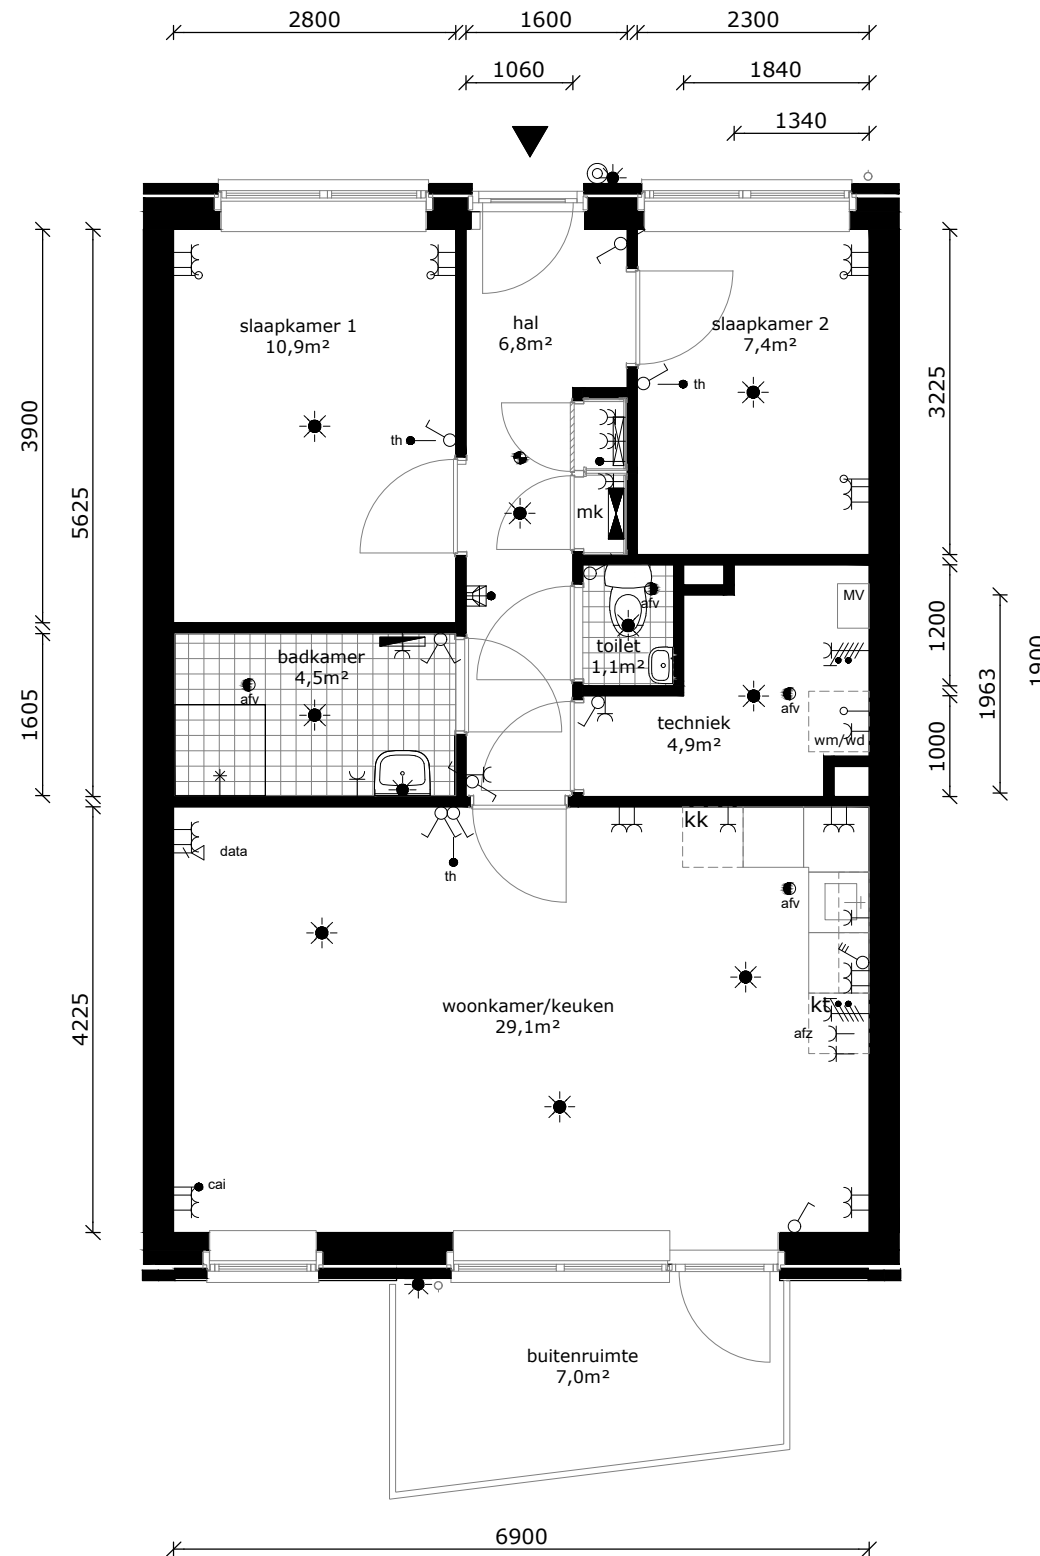 2800
1600
2300
1060
1840
1340
slaapkamer 1
10,9m²
hal
6,8m²
slaapkamer 2
7,4m²
th
th
3900
5625
3225
mk
afv
MV
toilet
1,1m²
badkamer
4,5m²
afv
1605
1200
1963
1900
1000
techniek
4,9m²
afv
wm/wd
kk
data
th
afv
4225
woonkamer/keuken
29,1m²
kt
afz
cai
buitenruimte
7,0m²
6900